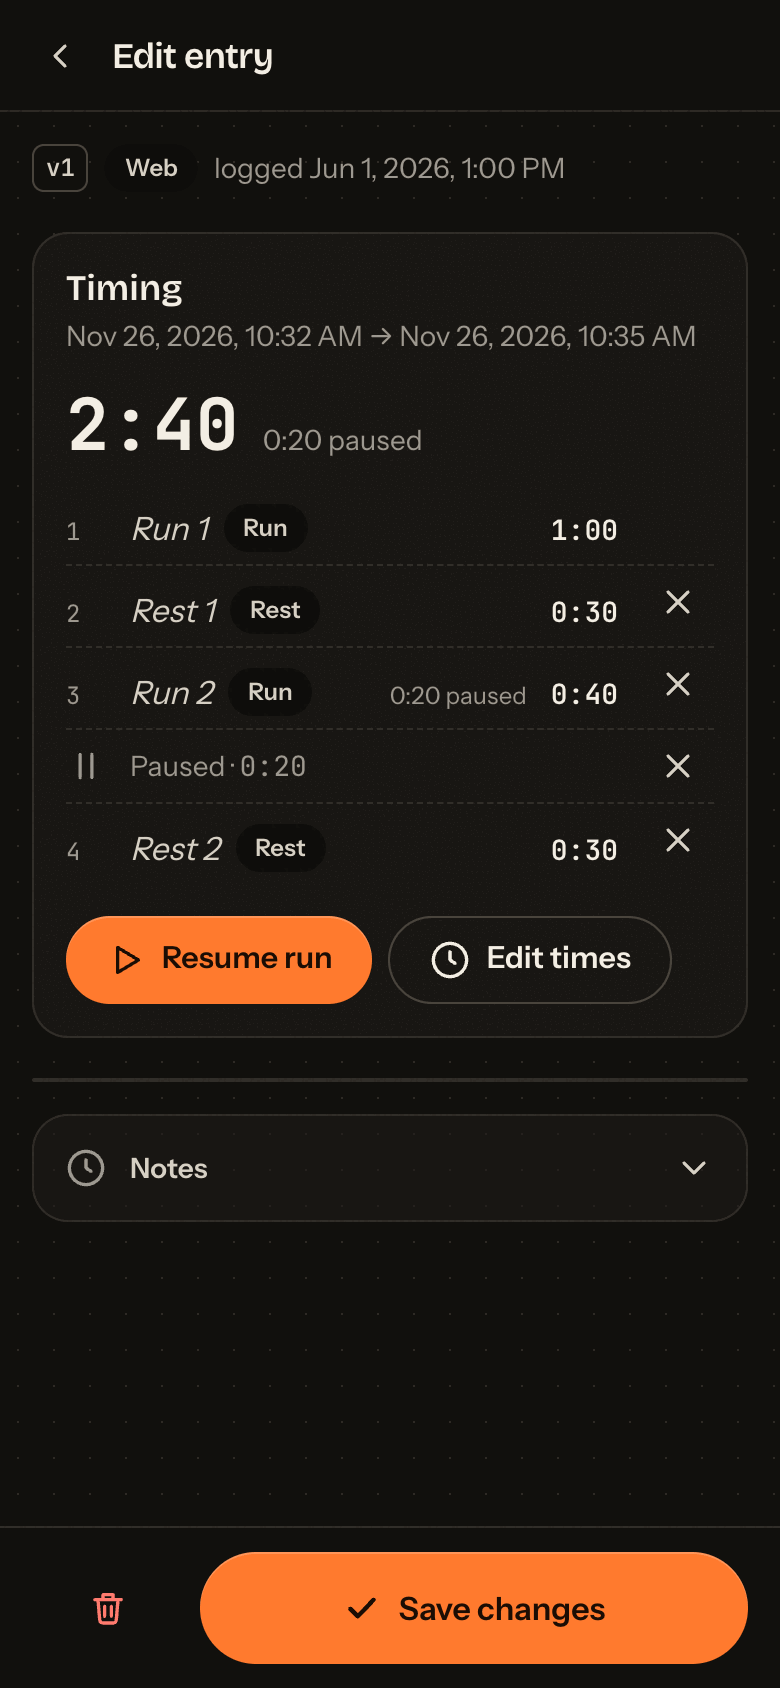 Edit entry
v1 Web logged Jun 1, 2026, 1:00 PM
Timing
Nov 26, 2026, 10:32 AM → Nov 26, 2026, 10:35 AM
2:40 0:20 paused
1 Run 1 Run 1:00
2 Rest 1 Rest 0:30
3 Run 2 Run 0:20 paused 0:40
Paused · 0:20
4 Rest 2 Rest 0:30
Resume run Edit times
Notes
Save changes